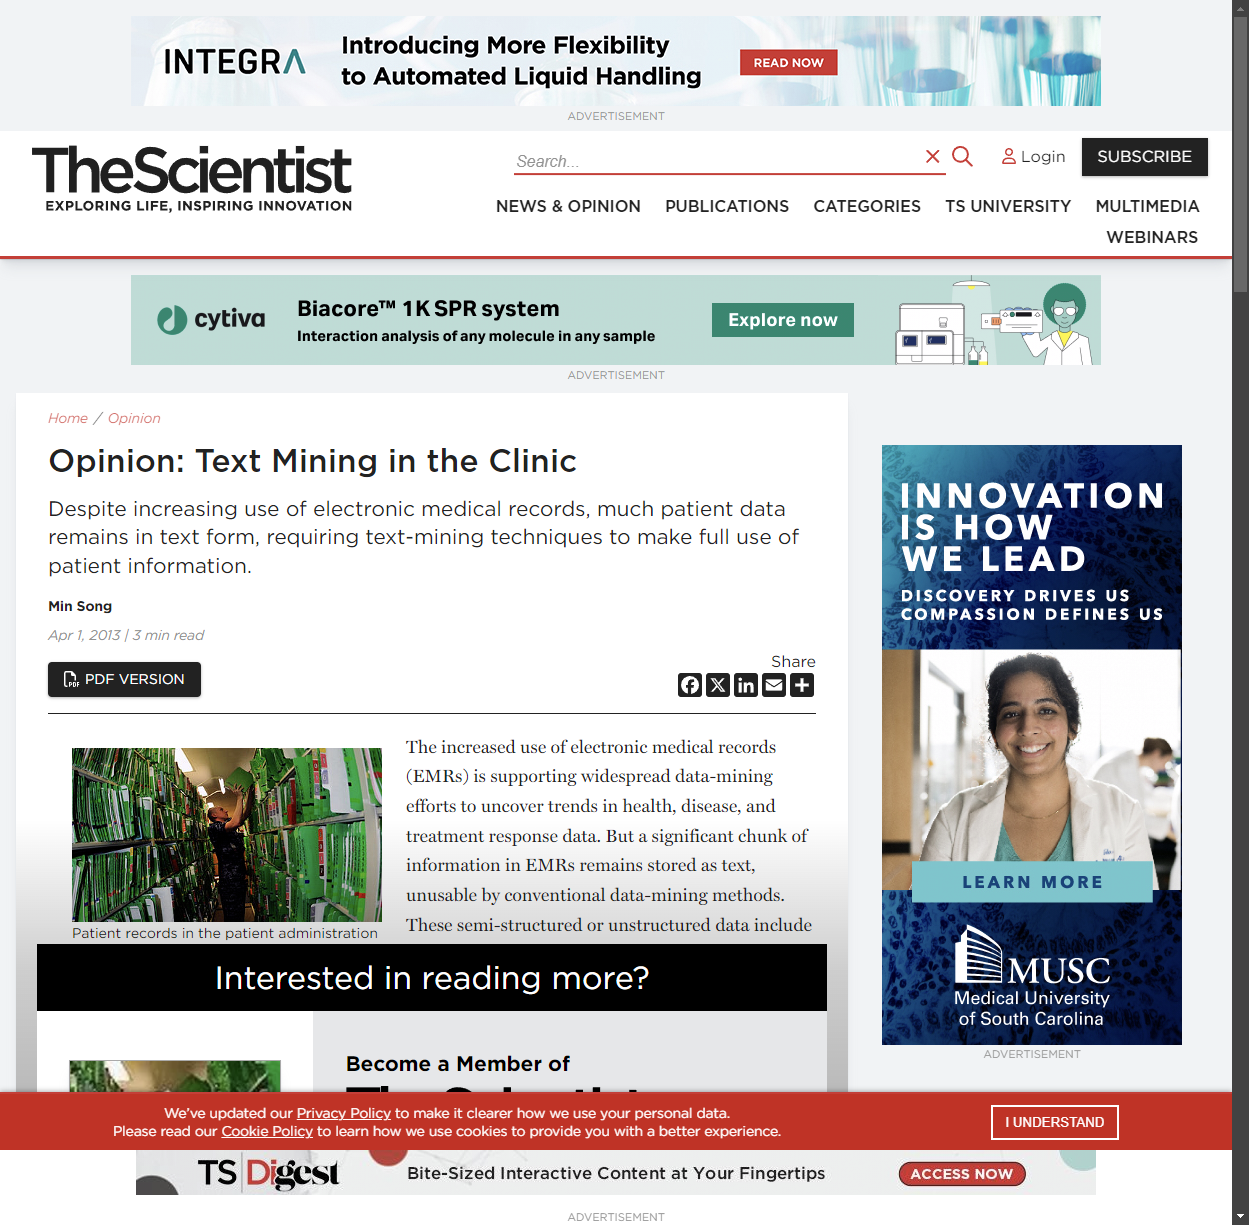 INTEGRA
Introducing More Flexibility
to Automated Liquid Handling
READ NOW
ADVERTISEMENT
TheScientist
EXPLORING LIFE, INSPIRING INNOVATION
Search...
Login
SUBSCRIBE
NEWS & OPINION
PUBLICATIONS
CATEGORIES
TS UNIVERSITY
MULTIMEDIA
WEBINARS
cytiva
Biacore™ 1K SPR system
Interaction analysis of any molecule in any sample
Explore now
ADVERTISEMENT
Home / Opinion
Opinion: Text Mining in the Clinic
Despite increasing use of electronic medical records, much patient data
remains in text form, requiring text-mining techniques to make full use of
patient information.
Min Song
Apr 1, 2013 | 3 min read
PDF VERSION
Share
The increased use of electronic medical records
(EMRs) is supporting widespread data-mining
efforts to uncover trends in health, disease, and
treatment response data. But a significant chunk of
information in EMRs remains stored as text,
unusable by conventional data-mining methods.
These semi-structured or unstructured data include
Patient records in the patient administration
Interested in reading more?
Become a Member of
INNOVATION
IS HOW
WE LEAD
DISCOVERY DRIVES US
COMPASSION DEFINES US
LEARN MORE
MUSC
Medical University
of South Carolina
ADVERTISEMENT
We've updated our Privacy Policy to make it clearer how we use your personal data.
Please read our Cookie Policy to learn how we use cookies to provide you with a better experience.
I UNDERSTAND
TS Digest
Bite-Sized Interactive Content at Your Fingertips
ACCESS NOW
ADVERTISEMENT